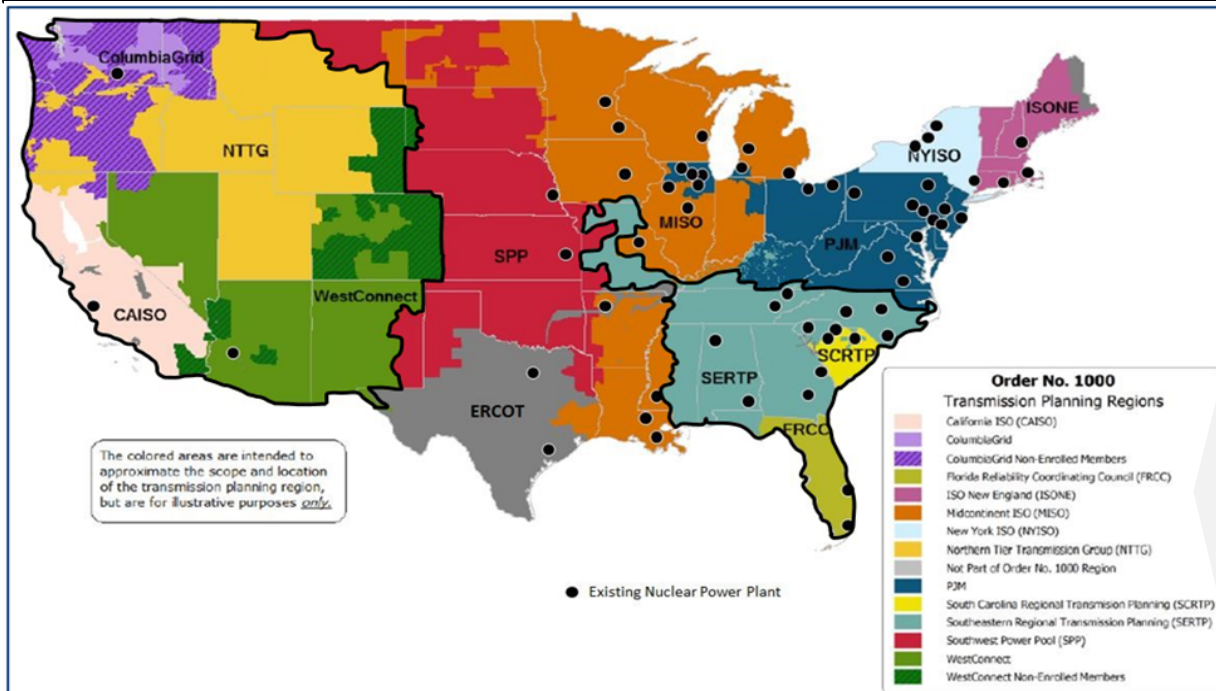 ColumbiaGrid
ISONE
NTTG
NYISO
MISO
PJM
SPP
WestConnect
CAISO
SCRTP
SERTP
ERCOT
FRCC
The colored areas are intended to
approximate the scope and location
of the transmission planning region,
but are for illustrative purposes only.
Existing Nuclear Power Plant
Order No. 1000
Transmission Planning Regions
California ISO (CAISO)
ColumbiaGrid
ColumbiaGrid Non-Enrolled Members
Florida Reliability Coordinating Council (FRCC)
ISO New England (ISONE)
Midcontinent ISO (MISO)
New York ISO (NYISO)
Northern Tier Transmission Group (NTTG)
Not Part of Order No. 1000 Region
PJM
South Carolina Regional Transmision Planning (SCRTP)
Southeastern Regional Transmission Planning (SERTP)
Southwest Power Pool (SPP)
WestConnect
WestConnect Non-Enrolled Members